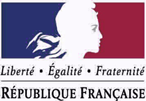 Liberté • Égalité • Fraternité
RÉPUBLIQUE FRANÇAISE